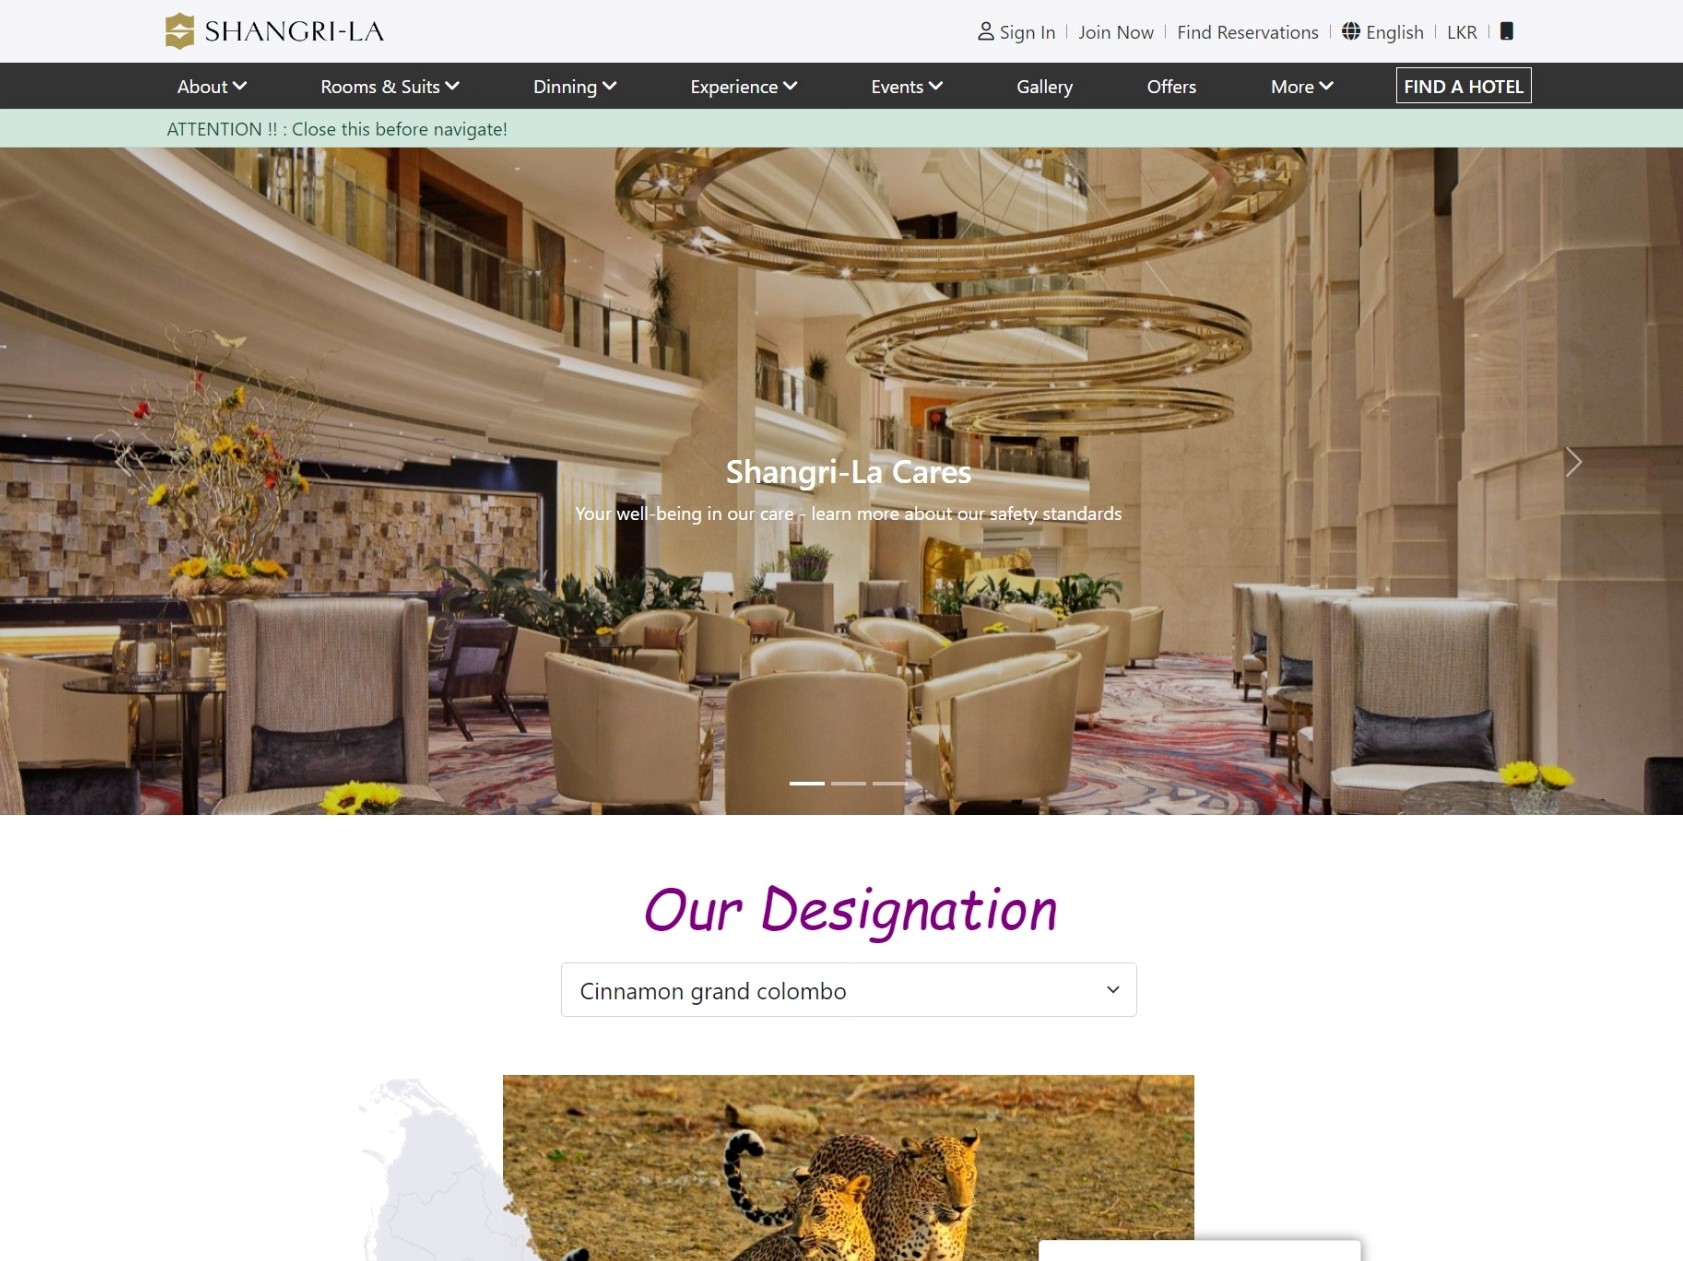 SHANGRI-LA
Sign In | Join Now | Find Reservations | English | LKR |
About Rooms & Suits Dinning Experience Events Gallery Offers More FIND A HOTEL
ATTENTION !! : Close this before navigate!
Shangri-La Cares
Your well-being in our care - learn more about our safety standards
Our Designation
Cinnamon grand colombo